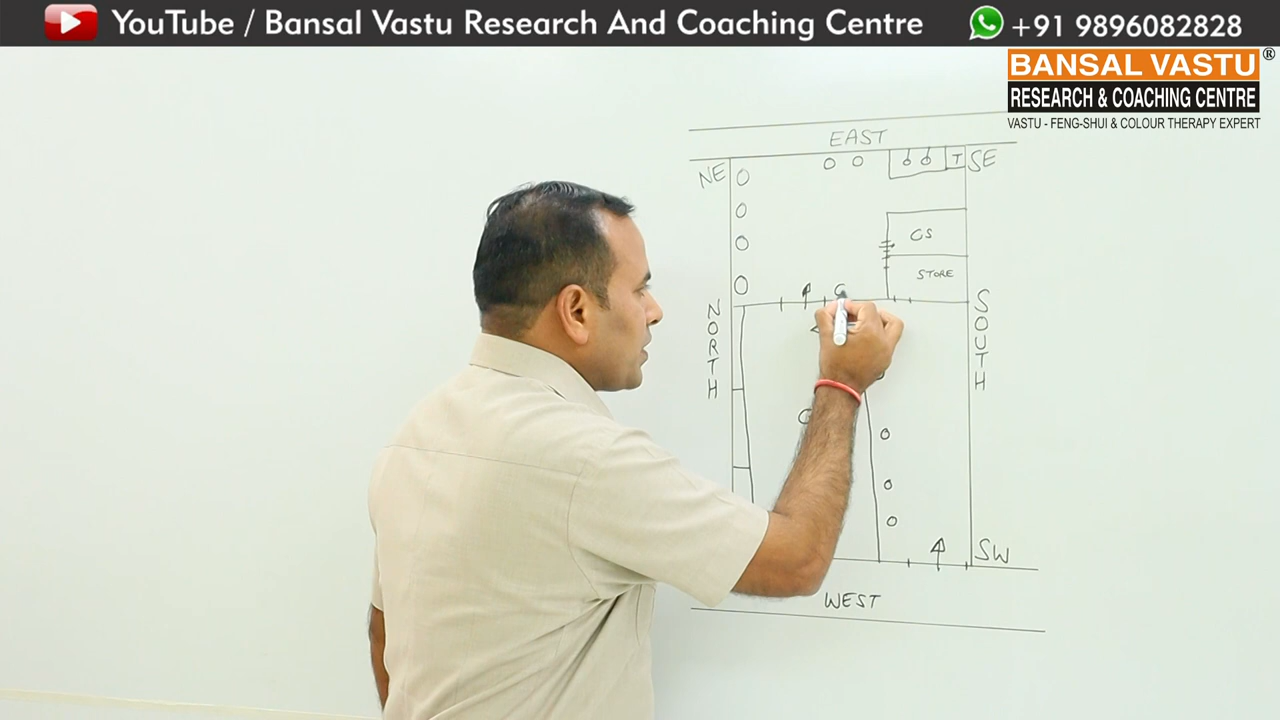 YouTube / Bansal Vastu Research And Coaching Centre
+91 9896082828
BANSAL VASTU®
RESEARCH & COACHING CENTRE
VASTU - FENG-SHUI & COLOUR THERAPY EXPERT
EAST
NE
T
SE
STORE
NORTH
SOUTH
SW
WEST